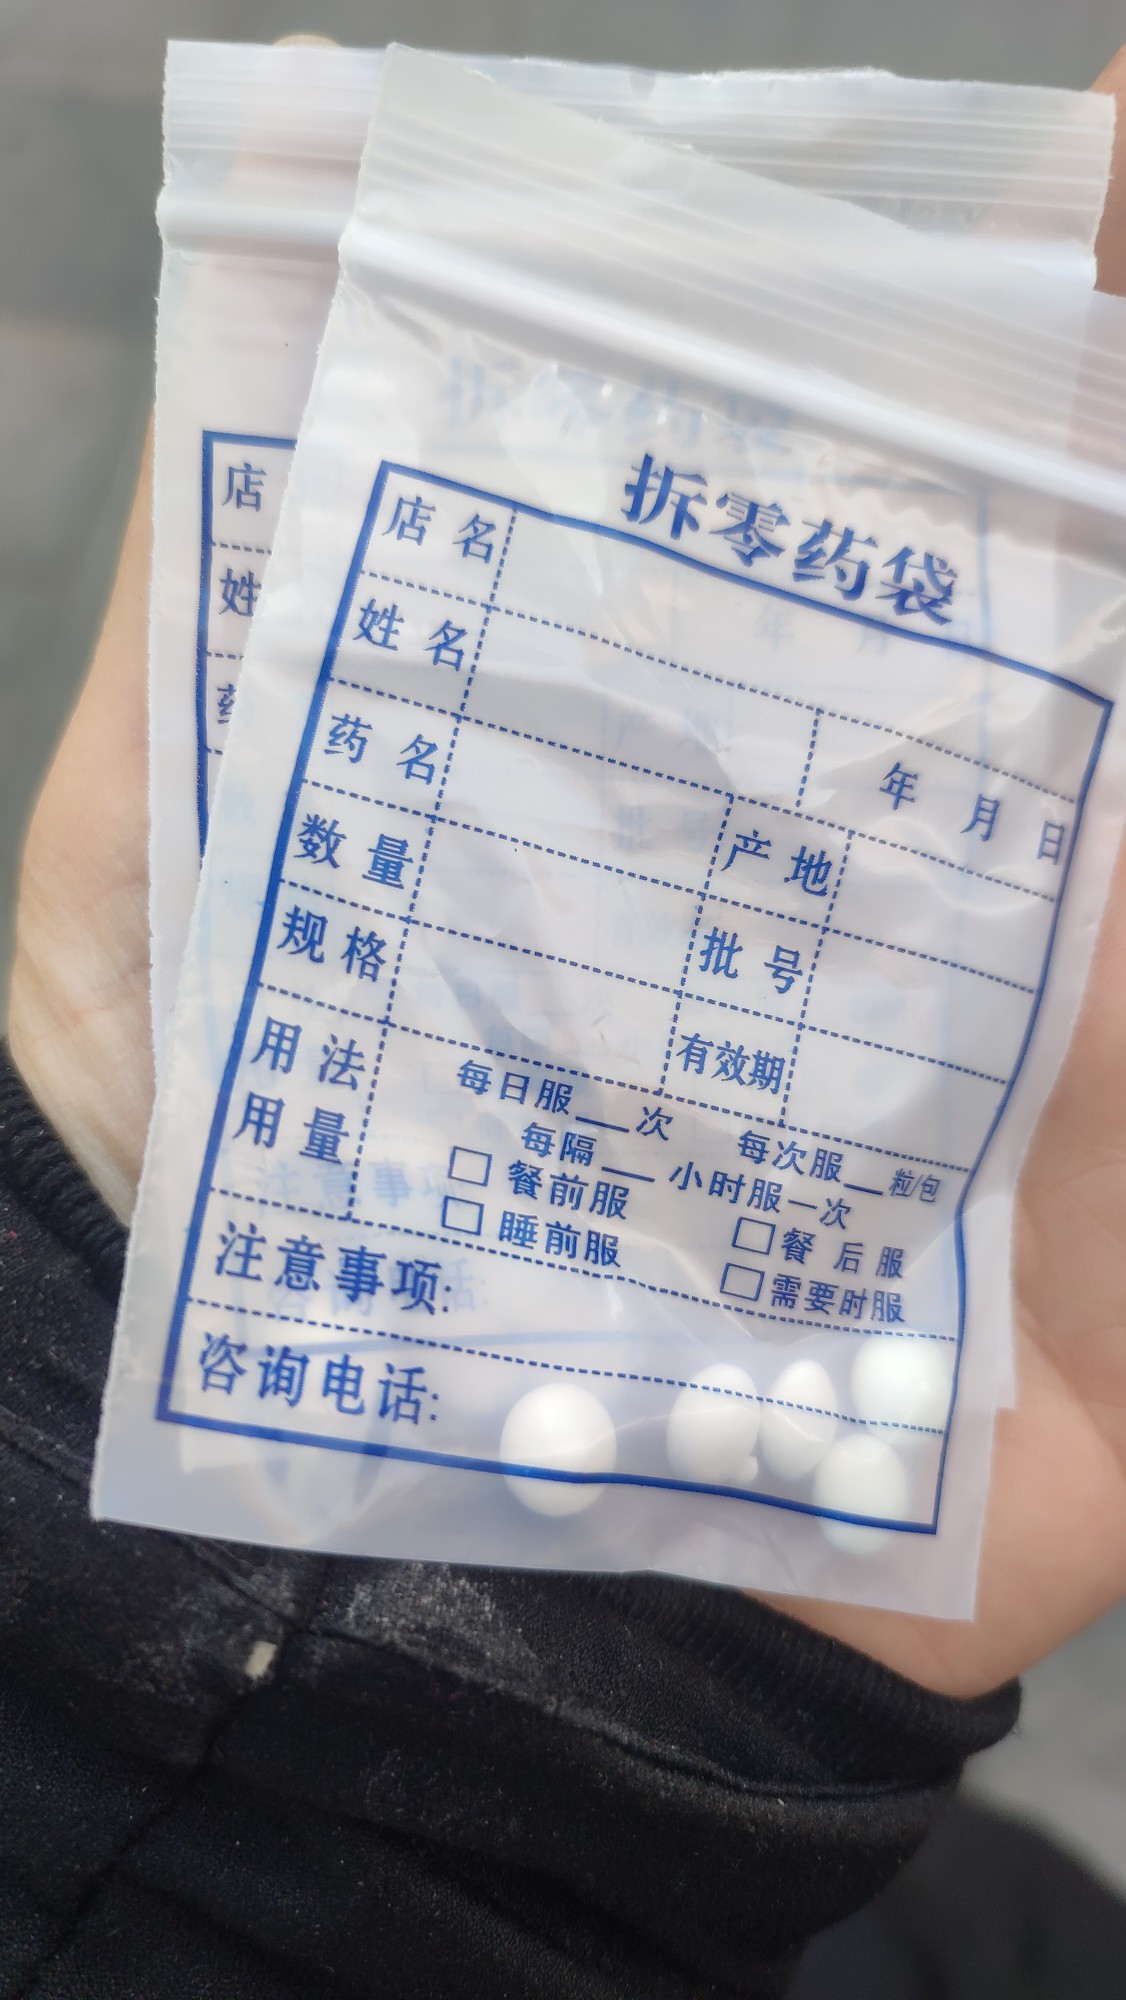 拆零药袋
店名
姓名
年 月 日
药名
产地
数量
批号
规格
有效期
用法
用量
每日服__次 每次服__粒/包
每隔__小时服一次
□ 餐前服 □ 餐后服
□ 睡前服 □ 需要时服
注意事项:
咨询电话:
店
姓